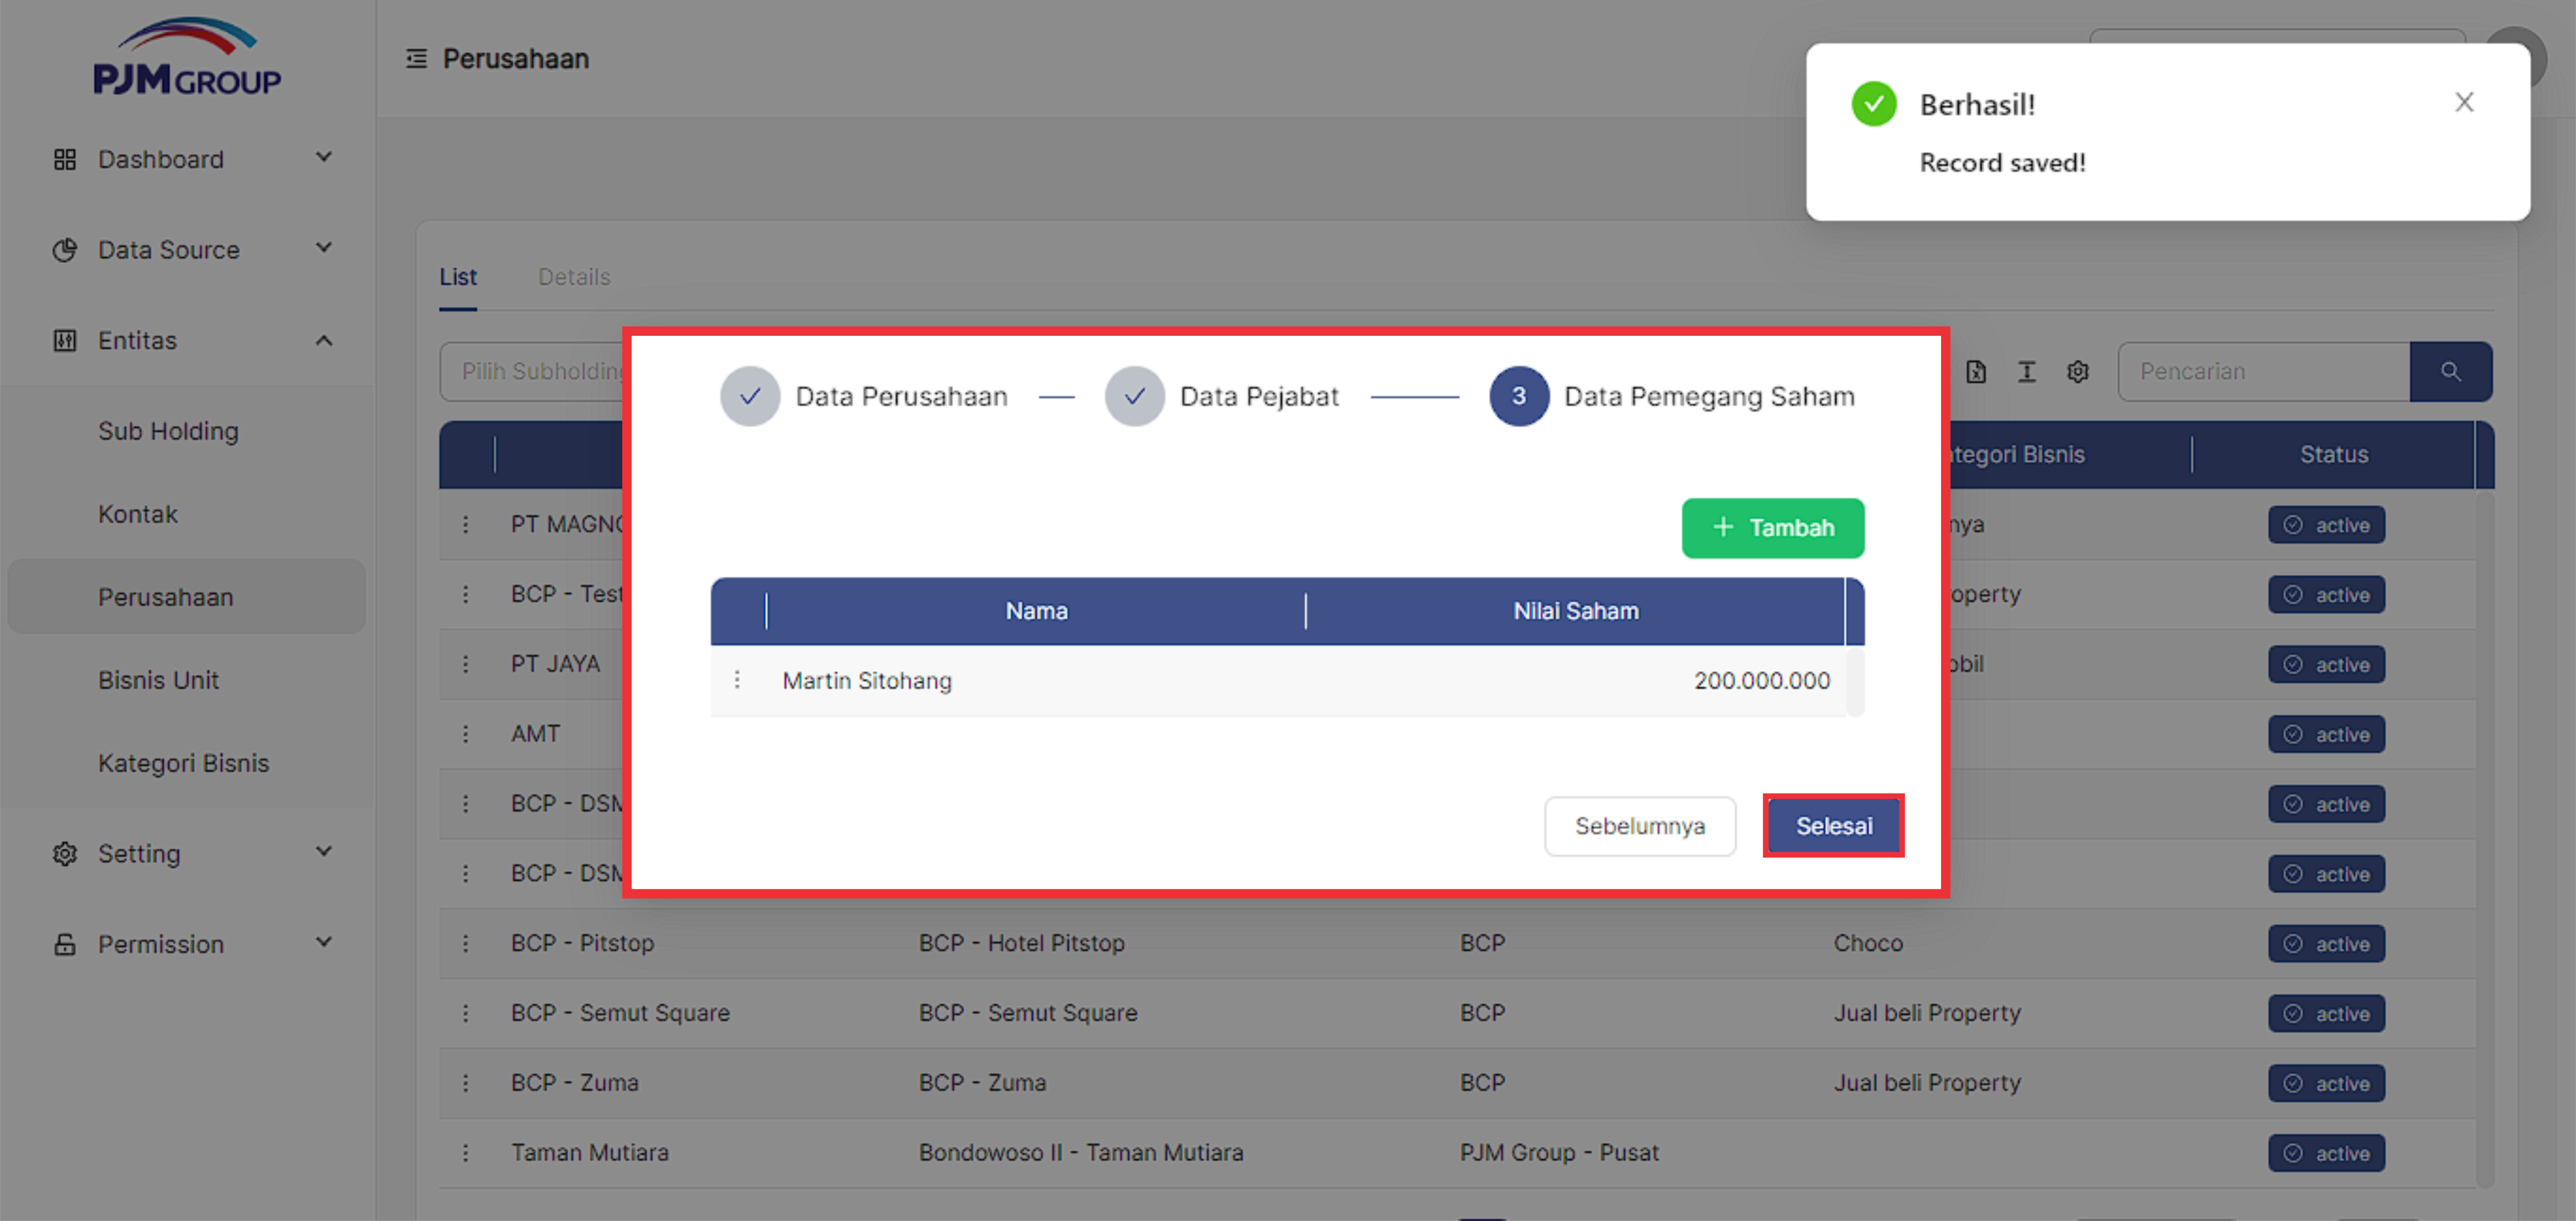 PJM GROUP
Dashboard
Data Source
Entitas
Sub Holding
Kontak
Perusahaan
Bisnis Unit
Kategori Bisnis
Setting
Permission
Perusahaan
Berhasil!
Record saved!
List Details
Pilih Subholding
Pencarian
tegori Bisnis Status
PT MAGNO nya active
BCP - Test operty active
PT JAYA obil active
AMT active
BCP - DSM active
BCP - DSM active
BCP - Pitstop BCP - Hotel Pitstop BCP Choco active
BCP - Semut Square BCP - Semut Square BCP Jual beli Property active
BCP - Zuma BCP - Zuma BCP Jual beli Property active
Taman Mutiara Bondowoso II - Taman Mutiara PJM Group - Pusat active
Data Perusahaan Data Pejabat 3 Data Pemegang Saham
+ Tambah
Nama Nilai Saham
Martin Sitohang 200.000.000
Sebelumnya Selesai